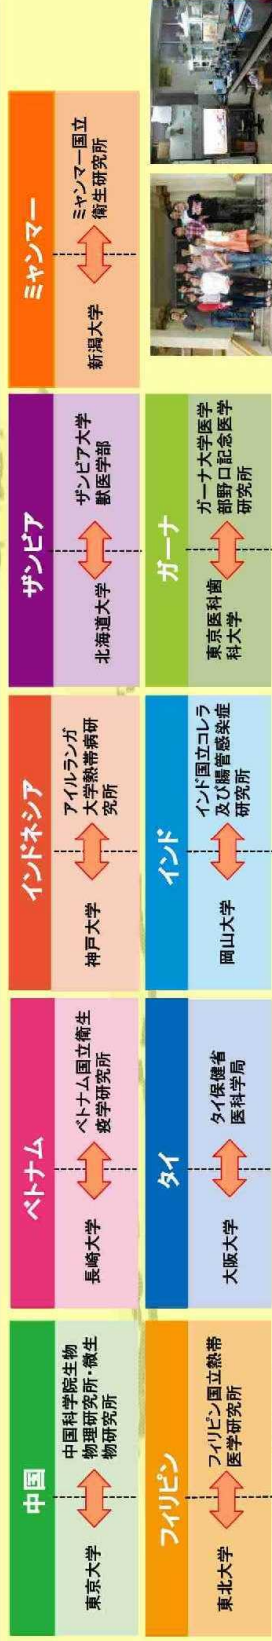 中国
東京大学
中国科学院生物
物理研究所・微生
物研究所
ベトナム
長崎大学
ベトナム国立衛生
疫学研究所
インドネシア
神戸大学
アイルランガ
大学熱帯病研
究所
ザンビア
北海道大学
ザンビア大学
獣医学部
ミャンマー
新潟大学
ミャンマー国立
衛生研究所
フィリピン
東北大学
フィリピン国立熱帯
医学研究所
タイ
大阪大学
タイ保健省
医科学局
インド
岡山大学
インド国立コレラ
及び腸管感染症
研究所
ガーナ
東京医科歯
科大学
ガーナ大学医学
部野口記念医学
研究所